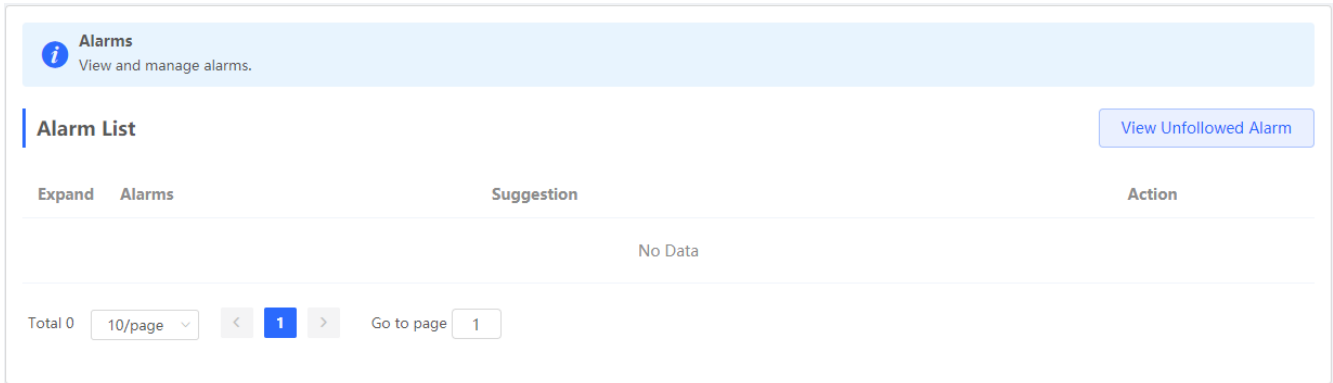 Alarms
View and manage alarms.
Alarm List
View Unfollowed Alarm
Expand Alarms Suggestion Action
No Data
Total 0 10/page < 1 > Go to page 1